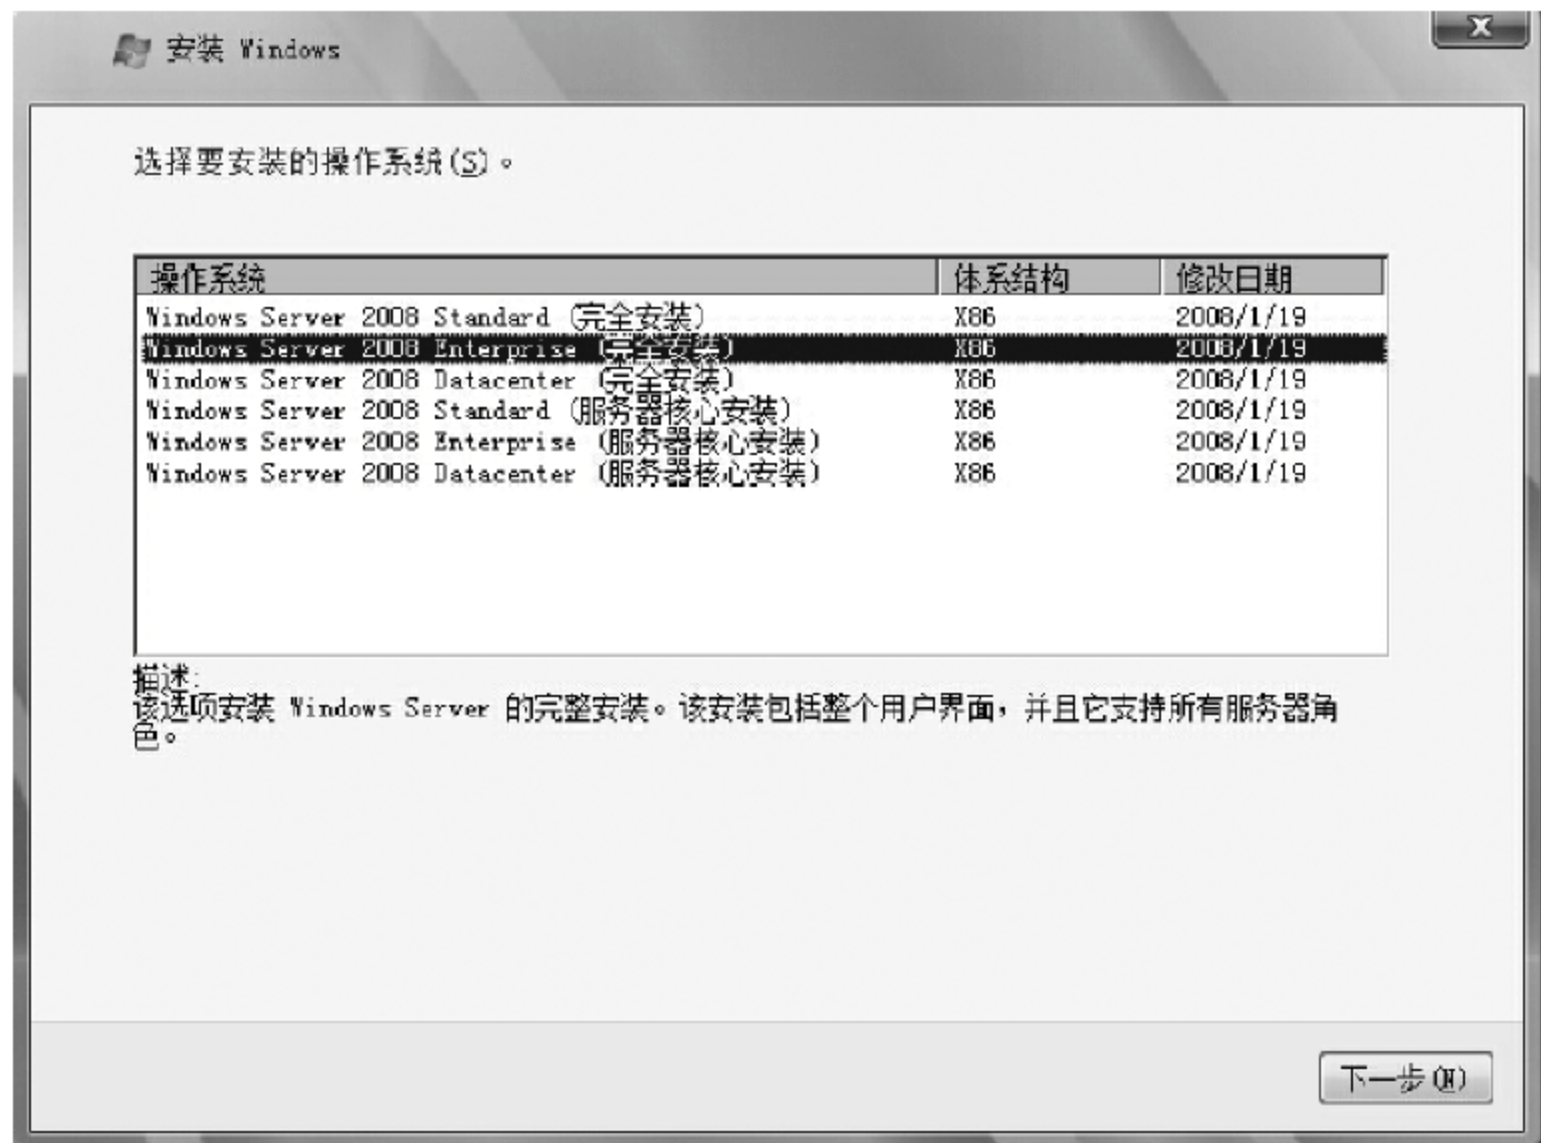 安装 Windows
选择要安装的操作系统(S)。
操作系统 体系结构 修改日期
Windows Server 2008 Standard (完全安装) X86 2008/1/19
Windows Server 2008 Enterprise (完全安装) X86 2008/1/19
Windows Server 2008 Datacenter (完全安装) X86 2008/1/19
Windows Server 2008 Standard (服务器核心安装) X86 2008/1/19
Windows Server 2008 Enterprise (服务器核心安装) X86 2008/1/19
Windows Server 2008 Datacenter (服务器核心安装) X86 2008/1/19
描述:
该选项安装 Windows Server 的完整安装。该安装包括整个用户界面，并且它支持所有服务器角
色。
下一步(N)